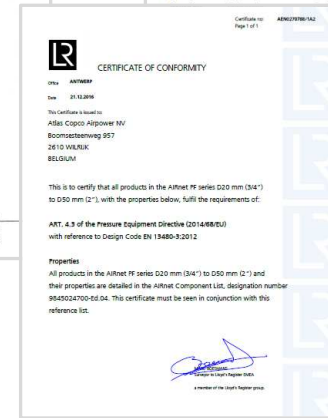 Certificate no: AEN0270788/1A2
Page 1 of 1
LR
CERTIFICATE OF CONFORMITY
Office ANTWERP
Date 21.12.2016
This Certificate is issued to
Atlas Copco Airpower NV
Boomsesteenweg 957
2610 WILRIJK
BELGIUM
This is to certify that all products in the AIRnet PF series D20 mm (3/4")
to D50 mm (2"), with the properties below, fulfil the requirements of:
ART. 4.3 of the Pressure Equipment Directive (2014/68/EU)
with reference to Design Code EN 13480-3:2012
Properties
All products in the AIRnet PF series D20 mm (3/4") to D50 mm (2") and
their properties are detailed in the AIRnet Component List, designation number
9845024700-Ed.04. This certificate must be seen in conjunction with this
reference list.
Surveyor to Lloyd's Register EMEA
a member of the Lloyd's Register group.